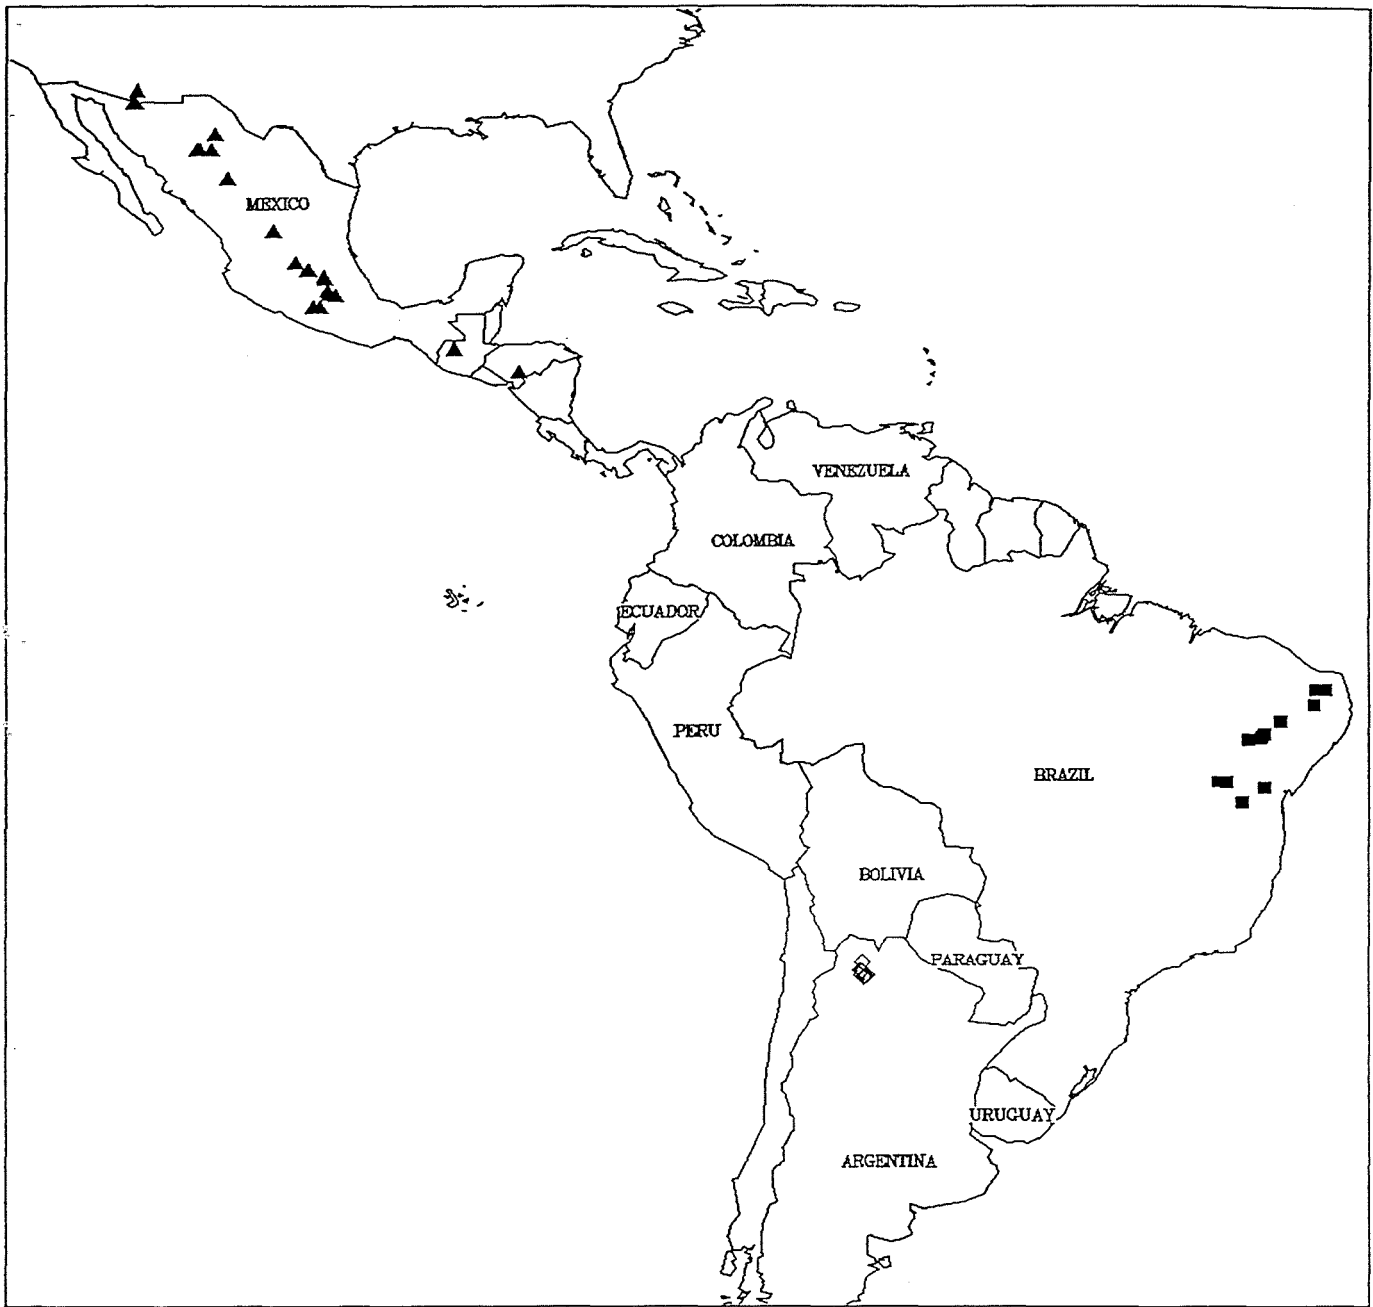 MEXICO
VENEZUELA
COLOMBIA
ECUADOR
PERU
BRAZIL
BOLIVIA
PARAGUAY
URUGUAY
ARGENTINA